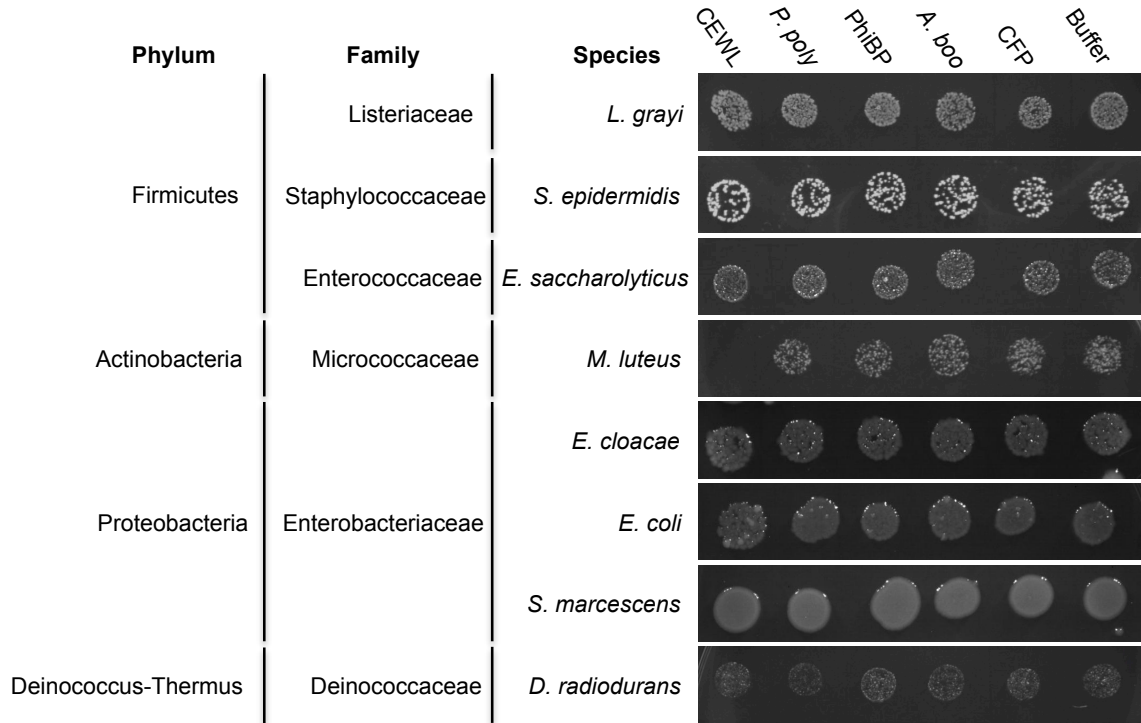 CEWL P. poly PhiBP A. boo CFP Buffer
Phylum Family Species
Listeriaceae L. grayi
Firmicutes Staphylococcaceae S. epidermidis
Enterococcaceae E. saccharolyticus
Actinobacteria Micrococcaceae M. luteus
E. cloacae
Proteobacteria Enterobacteriaceae E. coli
S. marcescens
Deinococcus-Thermus Deinococcaceae D. radiodurans